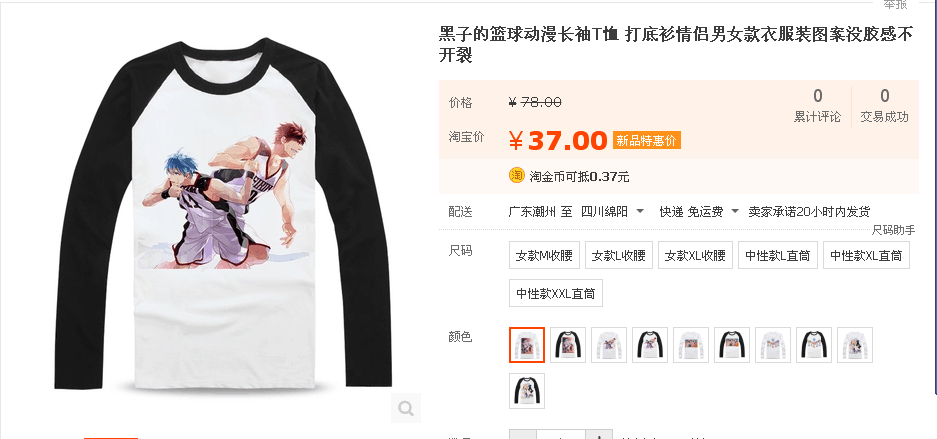 举报
黑子的篮球动漫长袖T恤 打底衫情侣男女款衣服装图案没胶感不
开裂
价格
¥ 78.00
0
累计评论
0
交易成功
淘宝价
¥ 37.00 新品特惠价
淘 淘金币可抵0.37元
配送
广东潮州 至 四川绵阳 快递 免运费 卖家承诺20小时内发货
尺码助手
尺码
女款M收腰 女款L收腰 女款XL收腰 中性款L直筒 中性款XL直筒
中性款XXL直筒
颜色